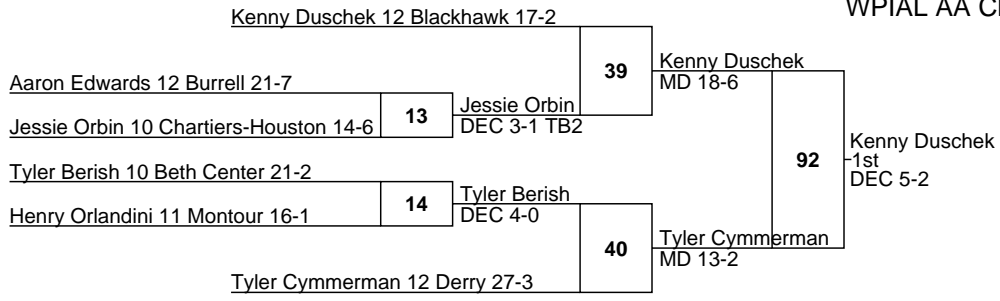 WPIAL AA
Kenny Duschek 12 Blackhawk 17-2
39
Kenny Duschek
MD 18-6
Aaron Edwards 12 Burrell 21-7
13
Jessie Orbin
DEC 3-1 TB2
Jessie Orbin 10 Chartiers-Houston 14-6
92
Kenny Duschek
1st
DEC 5-2
Tyler Berish 10 Beth Center 21-2
14
Tyler Berish
DEC 4-0
Henry Orlandini 11 Montour 16-1
40
Tyler Cymmerman
MD 13-2
Tyler Cymmerman 12 Derry 27-3